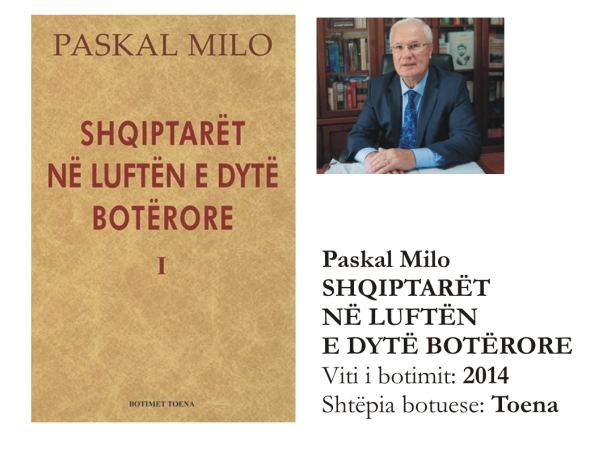 PASKAL MILO
SHQIPTARËT
NË LUFTËN E DYTË
BOTËRORE
I
BOTIMET TOENA
Paskal Milo
SHQIPTARËT
NË LUFTËN
E DYTË BOTËRORE
Viti i botimit: 2014
Shtëpia botuese: Toena